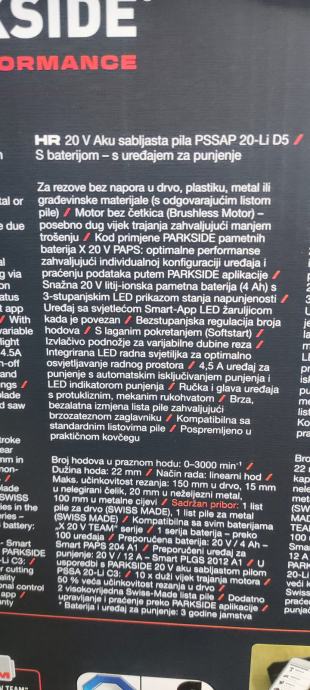 KSIDE
ORMANCE
HR 20 V Aku sabljasta pila PSSAP 20-Li D5 /
S baterijom – s uređajem za punjenje
Za rezove bez napora u drvo, plastiku, metal ili
građevinske materijale (s odgovarajućim listom
pile) / Motor bez četkica (Brushless Motor) –
posebno dug vijek trajanja zahvaljujući manjem
trošenju / Kod primjene PARKSIDE pametnih
baterija X 20 V PAPS: optimalne performanse
zahvaljujući individualnoj konfiguraciji uređaja i
praćenju podataka putem PARKSIDE aplikacije /
Snažna 20 V litij-ionska pametna baterija (4 Ah) s
3-stupanjskim LED prikazom stanja napunjenosti /
Uređaj sa svjetlećom Smart-App LED žaruljicom
kada je povezan / Bezstupanjska regulacija broja
hodova / S laganim pokretanjem (Softstart) /
Izvlačivo podnožje za varijabilne dubine reza /
Integrirana LED radna svjetiljka za optimalno
osvjetljavanje radnog prostora / 4,5 A uređaj za
punjenje s automatskim isključivanjem punjenja i
LED indikatorom punjenja / Ručka i glava uređaja
s protukliznim, mekanim rukohvatom / Brza,
bezalatna izmjena lista pile zahvaljujući
brzozateznom zaglavniku / Kompatibilna sa
standardnim listovima pile / Pospremljeno u
praktičnom kovčegu
Broj hodova u praznom hodu: 0–3000 min⁻¹ /
Dužina hoda: 22 mm / Način rada: linearni hod /
Maks. učinkovitost rezanja: 150 mm u drvo, 15 mm
u nelegirani čelik, 20 mm u neželjezni metal,
100 mm u metalne cijevi / Sadržan pribor: 1 list
pile za drvo (SWISS MADE), 1 list pile za metal
(SWISS MADE) / Kompatibilna sa svim baterijama
„X 20 V TEAM" serije / 1 baterija – preko
100 uređaja / Preporučena baterija: 20 V / 4 Ah –
Smart PAPS 204 A1 / Preporučeni uređaj za
punjenje: 20 V / 12 A – Smart PLGS 2012 A1 / U
usporedbi s PARKSIDE 20 V aku sabljastom pilom
PSSA 20-Li C3: / 10 x duži vijek trajanja motora /
50 % veća učinkovitost rezanja u drvo /
2 visokovrijedna Swiss-Made lista pile / Dodatno
upravljanje i praćenje preko PARKSIDE aplikacije /
* Baterija i uređaj za punjenje: 3 godine jamstva